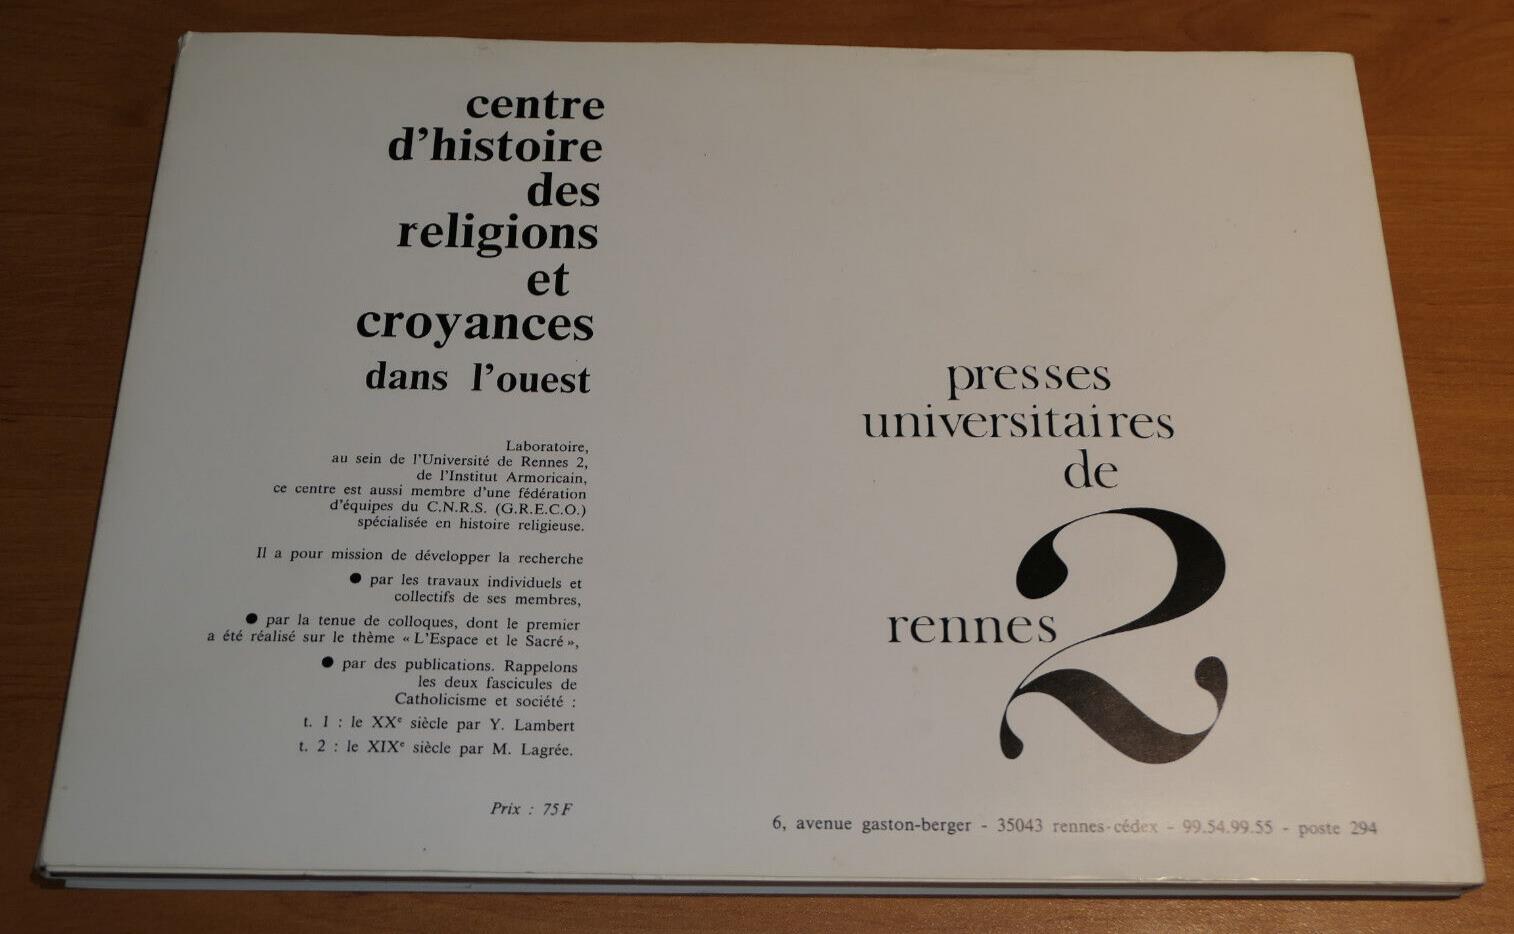 centre
d'histoire
des
religions
et
croyances
dans l'ouest
Laboratoire,
au sein de l'Université de Rennes 2,
de l'Institut Armoricain,
ce centre est aussi membre d'une fédération
d'équipes du C.N.R.S. (G.R.E.C.O.)
spécialisée en histoire religieuse.
Il a pour mission de développer la recherche
● par les travaux individuels et
collectifs de ses membres,
● par la tenue de colloques, dont le premier
a été réalisé sur le thème « L'Espace et le Sacré »,
● par des publications. Rappelons
les deux fascicules de
Catholicisme et société :
t. 1 : le XXᵉ siècle par Y. Lambert
t. 2 : le XIXᵉ siècle par M. Lagrée.
Prix : 75 F
presses
universitaires
de
rennes 2
6, avenue gaston-berger - 35043 rennes-cédex - 99.54.99.55 - poste 294